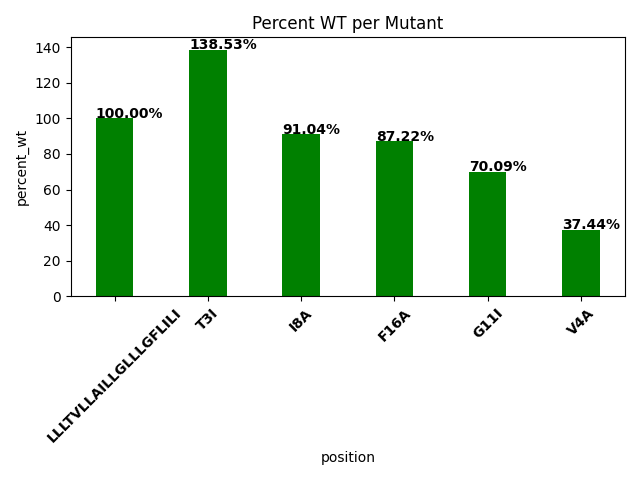 Percent WT per Mutant
percent_wt
140
120
100
80
60
40
20
0
100.00%
138.53%
91.04%
87.22%
70.09%
37.44%
LLLTVLLAILLGLLLGFLILI
T3I
I8A
F16A
G11I
V4A
position